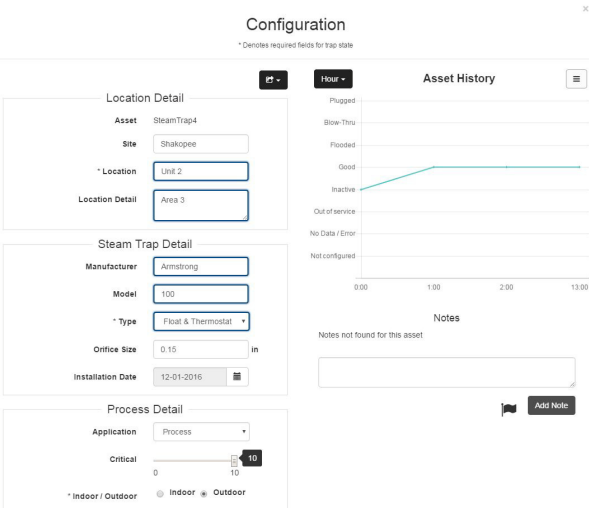 ×
Configuration
* Denotes required fields for trap state
Location Detail
Asset SteamTrap4
Site Shakopee
* Location Unit 2
Location Detail Area 3
Steam Trap Detail
Manufacturer Armstrong
Model 100
* Type Float & Thermostat
Orifice Size 0.15 in
Installation Date 12-01-2016
Process Detail
Application Process
Critical 10
0 10
* Indoor / Outdoor Indoor Outdoor
Hour Asset History
Plugged
Blow-Thru
Flooded
Good
Inactive
Out of service
No Data / Error
Not configured
0:00 1:00 2:00 13:00
Notes
Notes not found for this asset
Add Note